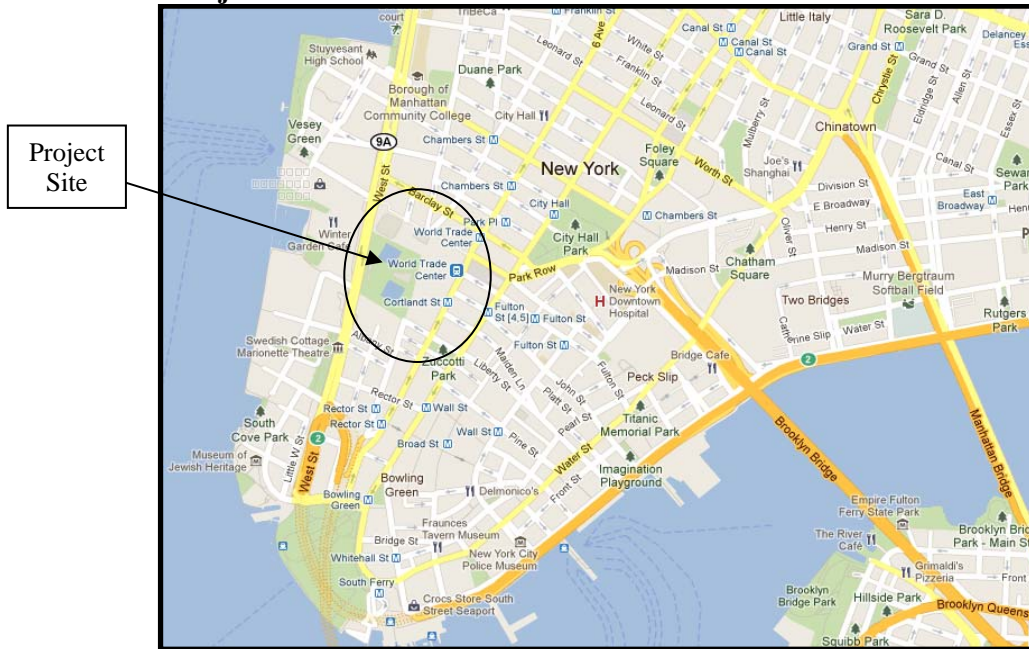 Project
Site
court
TriBeCa
Franklin St
Canal St
Canal St
Canal St
Little Italy
Sara D.
Roosevelt Park
Delancey
Grand St
Grand St
Stuyvesant
High School
Leonard St
6 Ave
White St
Franklin St
Leonard St
Duane Park
Borough of
Manhattan
Community College
City Hall
Mulberry St
Chrystie St
Eldridge St
Allen St
Essex St
Vesey
Green
9A
Chambers St
Foley
Square
Worth St
Chinatown
Canal St
Joe's
Shanghai
New York
West St
Barclay St
Chambers St
Park Pl
City Hall
Chambers St
Division St
E Broadway
East
Broadway
Henry St
Madison St
Oliver St
Winter
Garden Cafe
World Trade
Center
City Hall
Park
World Trade
Center
Park Row
Madison St
Chatham
Square
Murry Bergtraum
Softball Field
Cortlandt St
New York
Downtown
Hospital
H
Two Bridges
Rutgers
Park
Fulton
St [4,5]
Fulton St
Catherine Slip
Water St
Swedish Cottage
Marionette Theatre
Albany St
Zuccotti
Park
Fulton St
Maiden Ln
Liberty St
Fulton St
Bridge Cafe
2
Peck Slip
John St
Platt St
Pearl St
Rector St
Rector St
Rector St
Wall St
Titanic
Memorial Park
South
Cove Park
2
Broad St
Wall St
Pine St
Water St
Imagination
Playground
Museum of
Jewish Heritage
Little W St
West St
Brooklyn Bridge
Manhattan Bridge
Bowling
Green
Bowling
Green
Delmonico's
Front St
Empire Fulton
Ferry State Park
Fraunces
Tavern Museum
Bridge St
New York City
Police Museum
The River
Café
Park - Main St
Whitehall St
Grimaldi's
Pizzeria
Front
South Ferry
Crocs Store South
Street Seaport
Brooklyn
Bridge Park
Hillside Park
Brooklyn Queens
Squibb Park